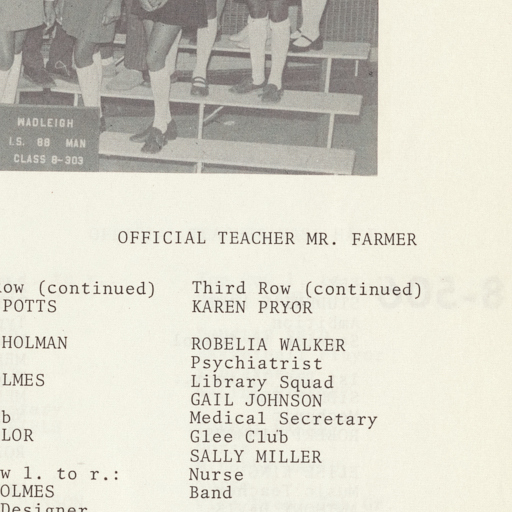 WADLEIGH
I.S. 88 MAN
CLASS 8-303
OFFICIAL TEACHER MR. FARMER
ow (continued)
POTTS
HOLMAN
LMES
b
LOR
w l. to r.:
OLMES
Designer
Third Row (continued)
KAREN PRYOR
ROBELIA WALKER
Psychiatrist
Library Squad
GAIL JOHNSON
Medical Secretary
Glee Club
SALLY MILLER
Nurse
Band